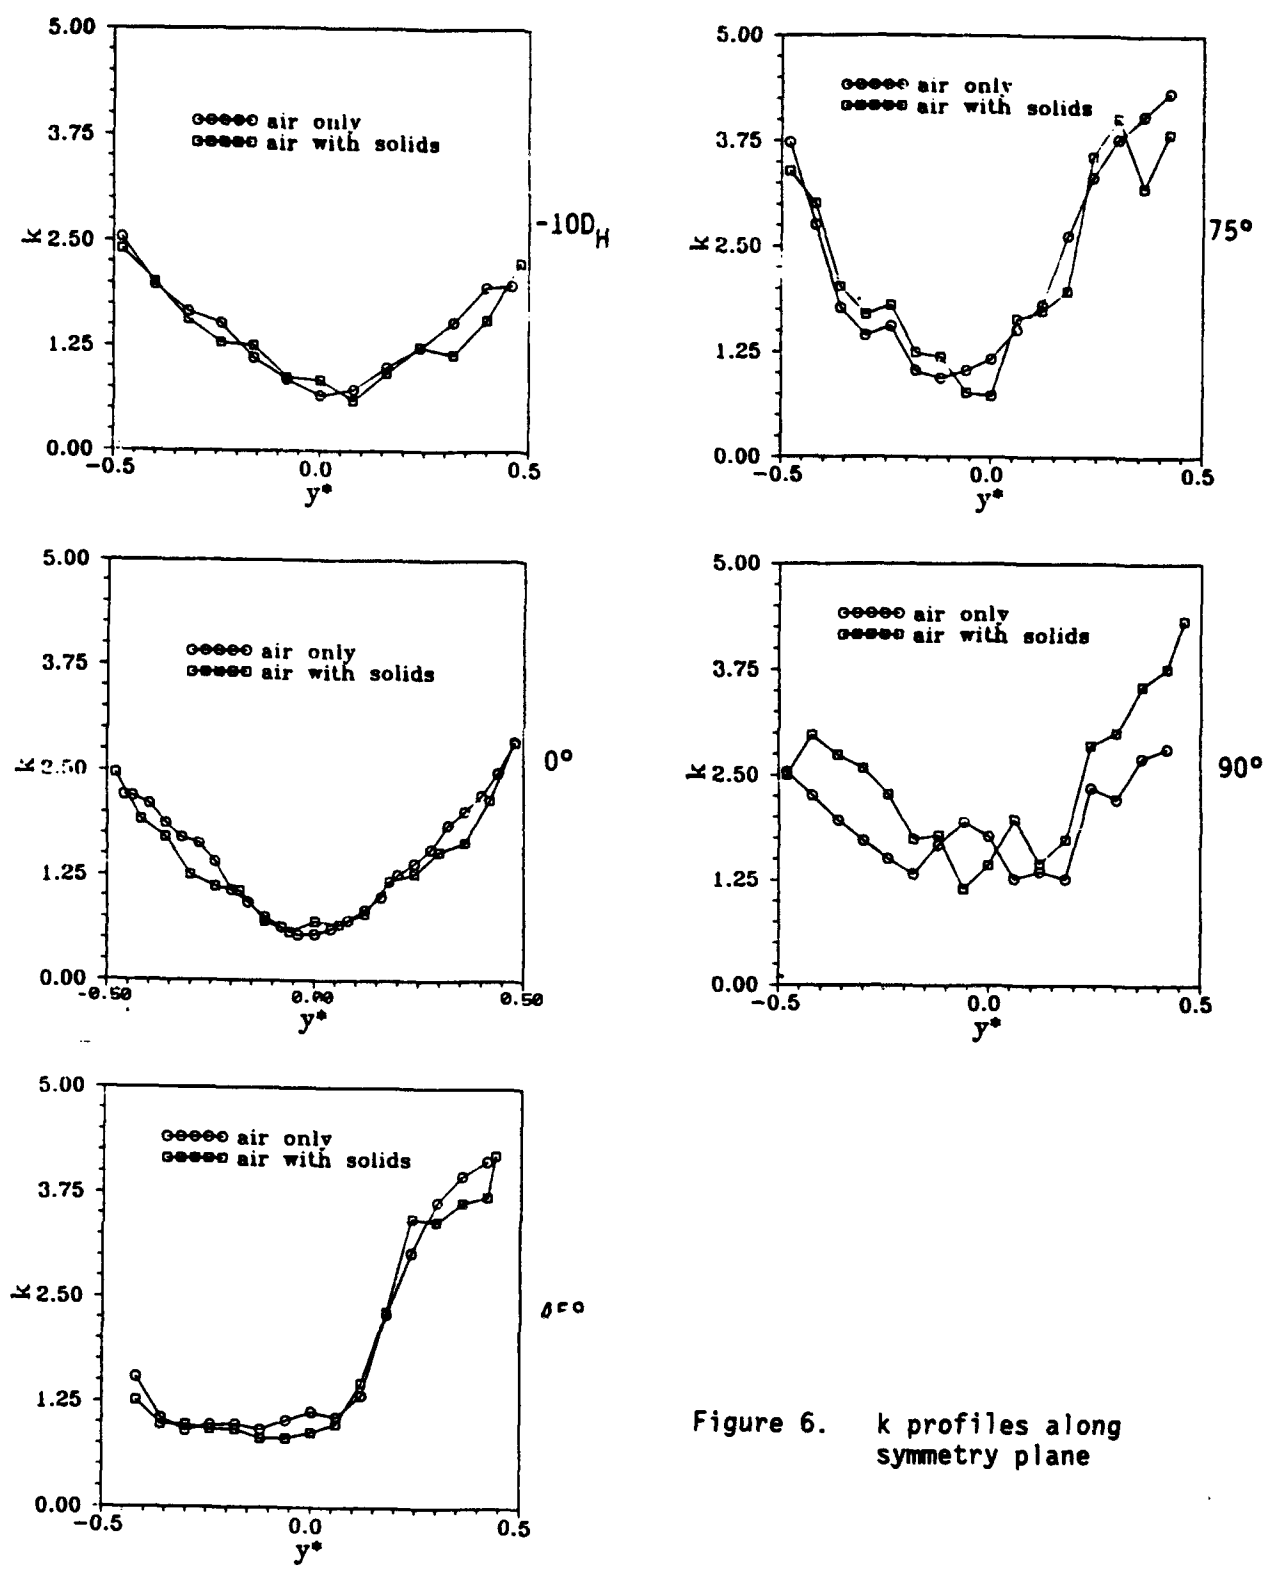 5.00
3.75
k 2.50
1.25
0.00
-0.5 0.0 0.5
y*
air only
air with solids
-10D_H
5.00
3.75
k 2.50
1.25
0.00
-0.5 0.0 0.5
y*
air only
air with solids
75°
5.00
3.75
k 2.50
1.25
0.00
-0.50 0.00 0.50
y*
air only
air with solids
0°
5.00
3.75
k 2.50
1.25
0.00
-0.5 0.0 0.5
y*
air only
air with solids
90°
5.00
3.75
k 2.50
1.25
0.00
-0.5 0.0 0.5
y*
air only
air with solids
45°
Figure 6. k profiles along
symmetry plane